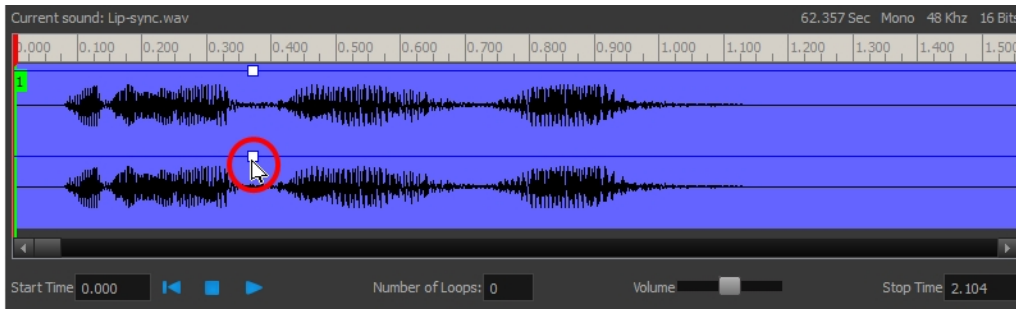 Current sound: Lip-sync.wav 62.357 Sec Mono 48 Khz 16 Bits
0.000 0.100 0.200 0.300 0.400 0.500 0.600 0.700 0.800 0.900 1.000 1.100 1.200 1.300 1.400 1.500
1
Start Time 0.000 Number of Loops: 0 Volume Stop Time 2.104